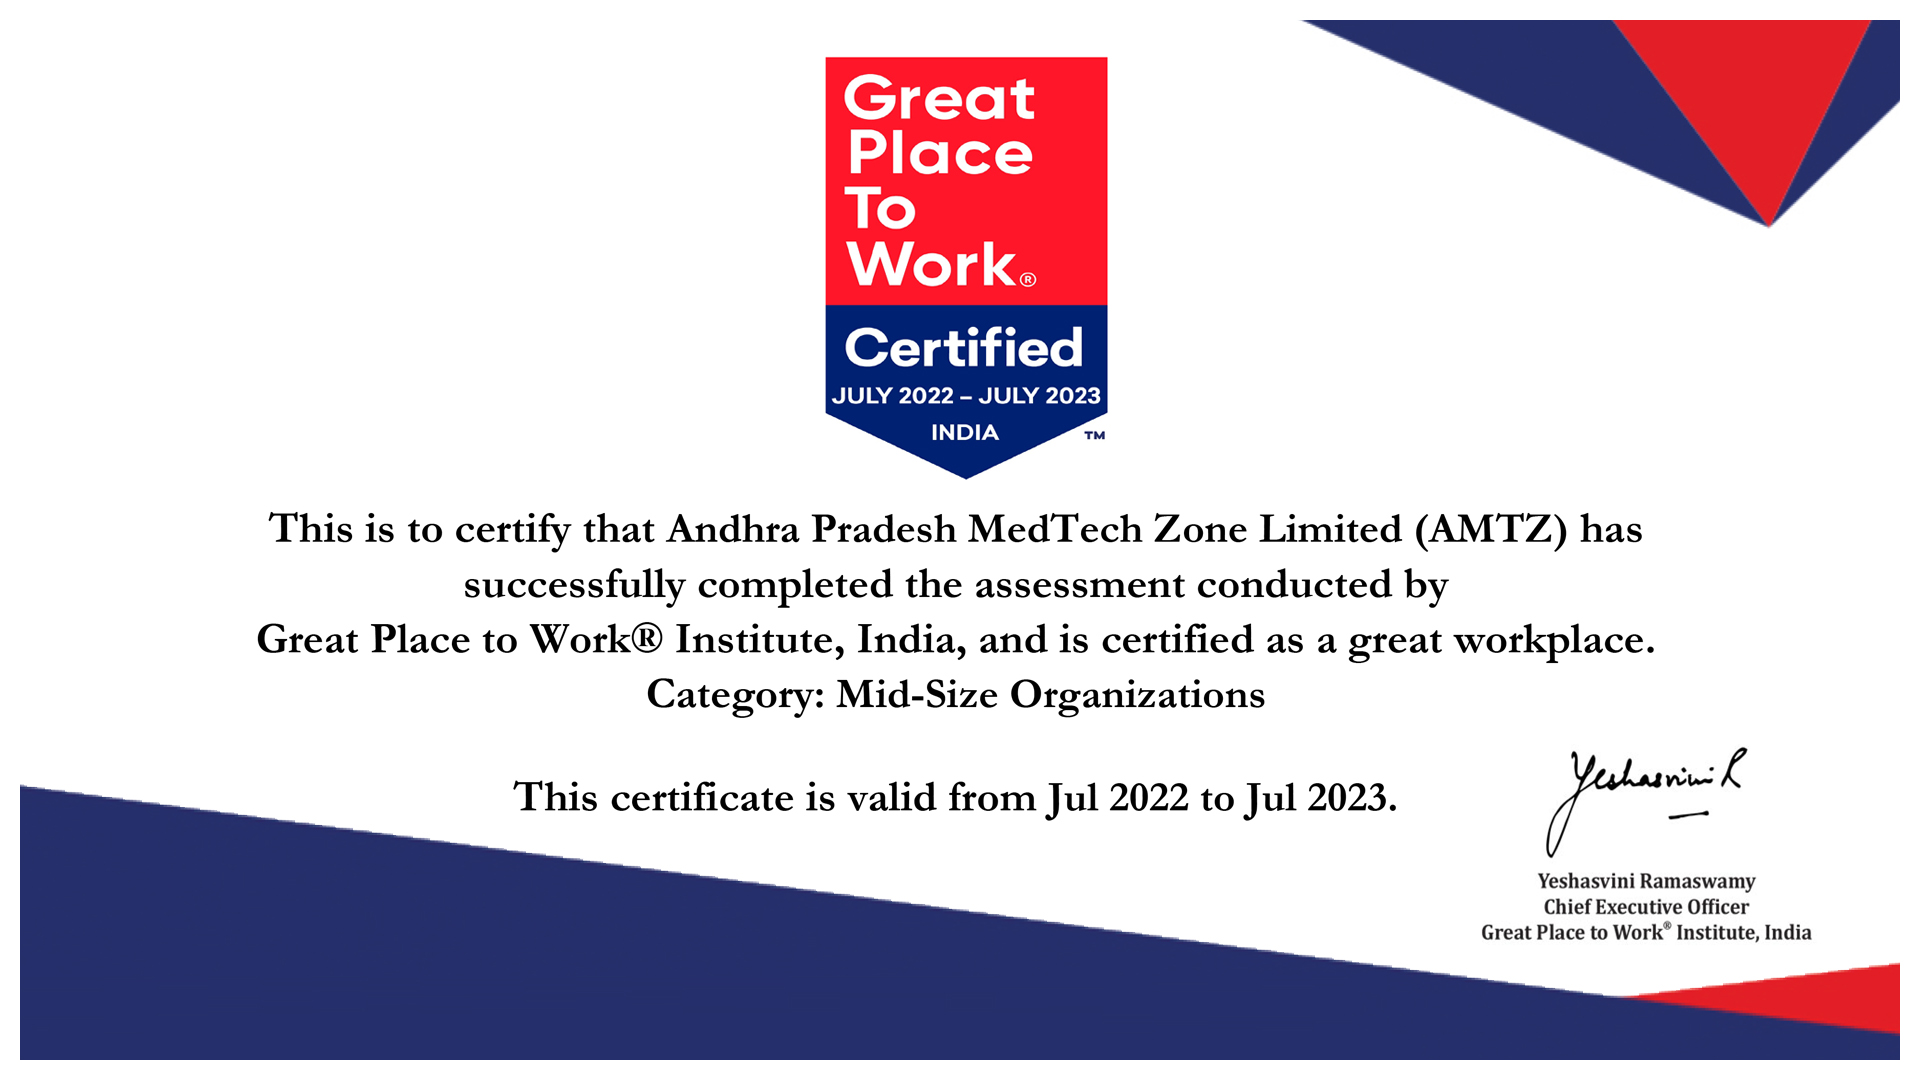 Great
Place
To
Work®
Certified
JULY 2022 – JULY 2023
INDIA
™
This is to certify that Andhra Pradesh MedTech Zone Limited (AMTZ) has
successfully completed the assessment conducted by
Great Place to Work® Institute, India, and is certified as a great workplace.
Category: Mid-Size Organizations
This certificate is valid from Jul 2022 to Jul 2023.
Yeshasvini R
Yeshasvini Ramaswamy
Chief Executive Officer
Great Place to Work® Institute, India